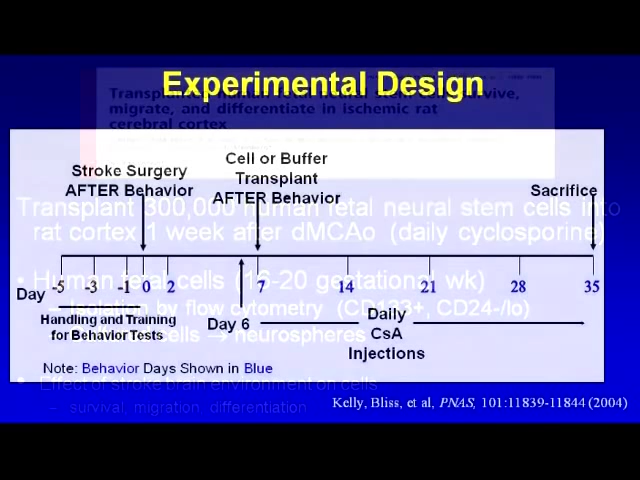 Experimental Design
Transplanted human fetal neural stem survive,
migrate, and differentiate in ischemic rat
cerebral cortex
Stroke Surgery
AFTER Behavior
Cell or Buffer
Transplant
AFTER Behavior
Sacrifice
Transplant 300,000 human fetal neural stem cells into
rat cortex 1 week after dMCAo (daily cyclosporine)
Day -5 -3 -1 0 2 7 14 21 28 35
• Human fetal cells (16-20 gestational wk)
– Isolation by flow cytometry (CD133+, CD24-/lo)
cells → neurospheres
Handling and Training
for Behavior Tests
Day 6
Daily
CsA
Injections
Note: Behavior Days Shown in Blue
• Effect of stroke brain environment on cells
– survival migration differentiation
Kelly, Bliss, et al, PNAS, 101:11839-11844 (2004)